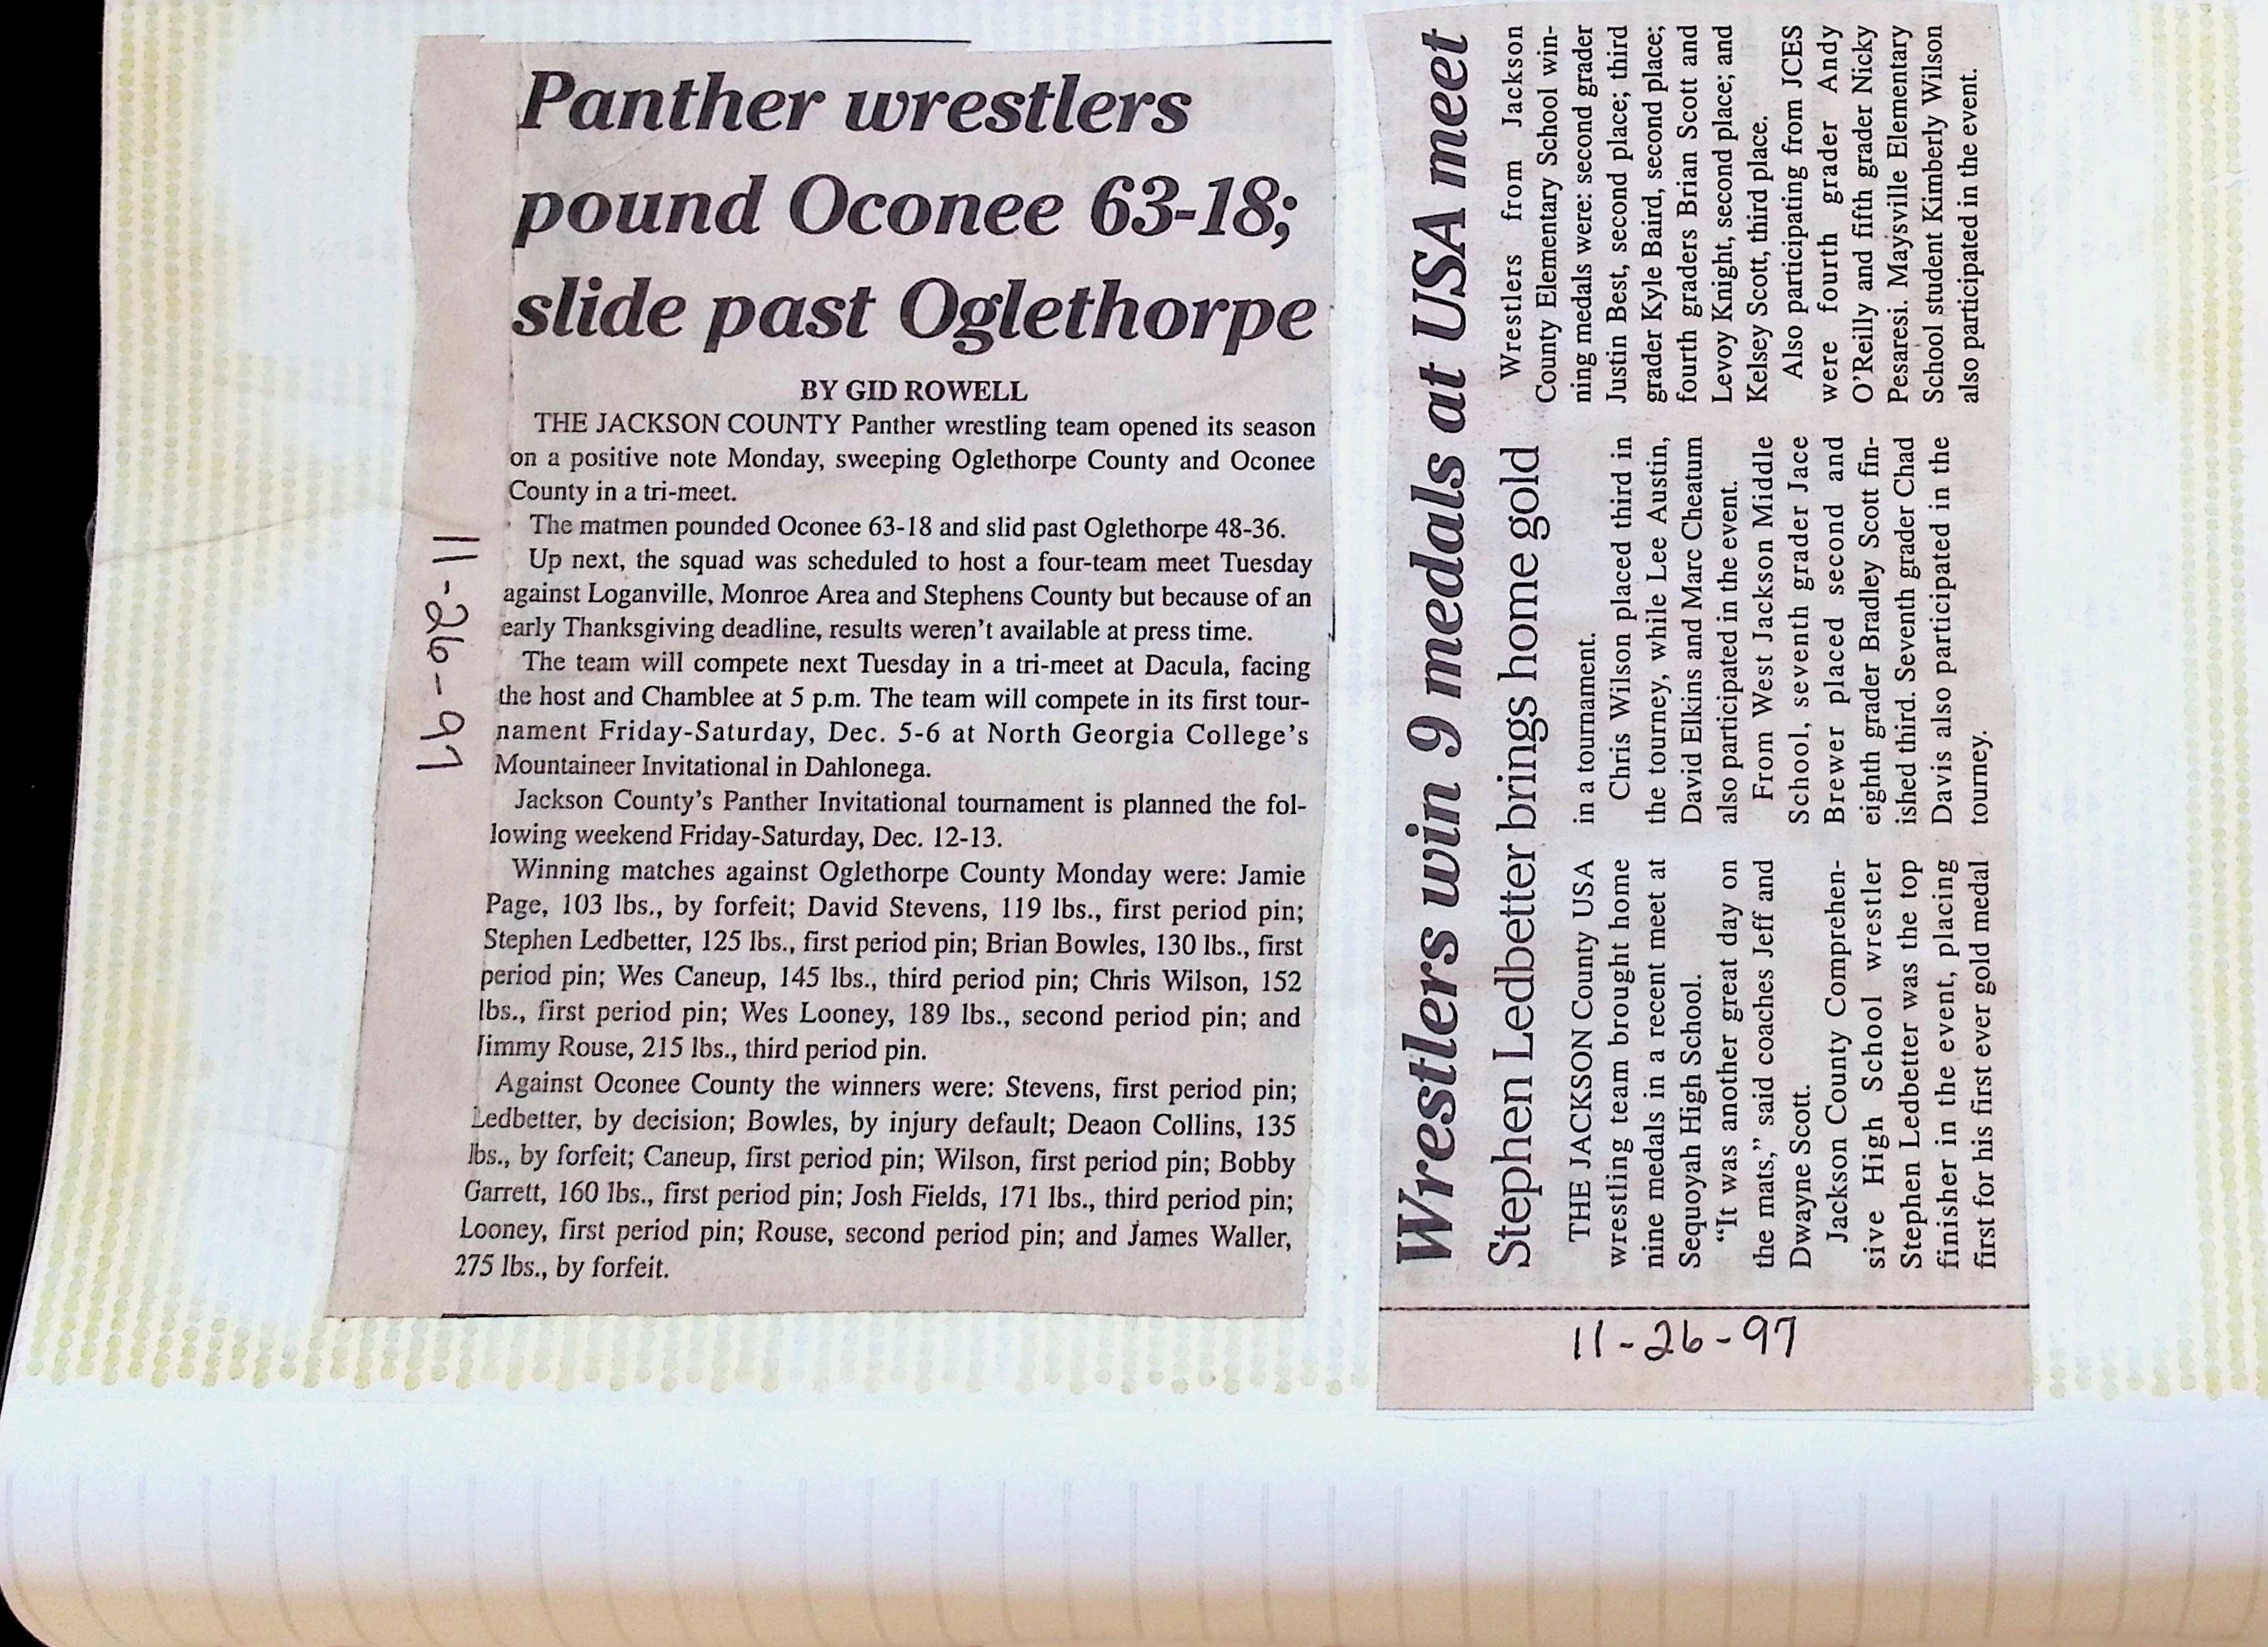 Panther wrestlers
pound Oconee 63-18;
slide past Oglethorpe
BY GID ROWELL
THE JACKSON COUNTY Panther wrestling team opened its season
on a positive note Monday, sweeping Oglethorpe County and Oconee
County in a tri-meet.
The matmen pounded Oconee 63-18 and slid past Oglethorpe 48-36.
Up next, the squad was scheduled to host a four-team meet Tuesday
against Loganville, Monroe Area and Stephens County but because of an
early Thanksgiving deadline, results weren't available at press time.
The team will compete next Tuesday in a tri-meet at Dacula, facing
the host and Chamblee at 5 p.m. The team will compete in its first tour-
nament Friday-Saturday, Dec. 5-6 at North Georgia College's
Mountaineer Invitational in Dahlonega.
Jackson County's Panther Invitational tournament is planned the fol-
lowing weekend Friday-Saturday, Dec. 12-13.
Winning matches against Oglethorpe County Monday were: Jamie
Page, 103 lbs., by forfeit; David Stevens, 119 lbs., first period pin;
Stephen Ledbetter, 125 lbs., first period pin; Brian Bowles, 130 lbs., first
period pin; Wes Caneup, 145 lbs., third period pin; Chris Wilson, 152
lbs., first period pin; Wes Looney, 189 lbs., second period pin; and
Jimmy Rouse, 215 lbs., third period pin.
Against Oconee County the winners were: Stevens, first period pin;
Ledbetter, by decision; Bowles, by injury default; Deaon Collins, 135
lbs., by forfeit; Caneup, first period pin; Wilson, first period pin; Bobby
Garrett, 160 lbs., first period pin; Josh Fields, 171 lbs., third period pin;
Looney, first period pin; Rouse, second period pin; and James Waller,
275 lbs., by forfeit.
11-26-97
Wrestlers win 9 medals at USA meet
Stephen Ledbetter brings home gold
THE JACKSON County USA
wrestling team brought home
nine medals in a recent meet at
Sequoyah High School.
"It was another great day on
the mats," said coaches Jeff and
Dwayne Scott.
Jackson County Comprehen-
sive High School wrestler
Stephen Ledbetter was the top
finisher in the event, placing
first for his first ever gold medal
in a tournament.
Chris Wilson placed third in
the tourney, while Lee Austin,
David Elkins and Marc Cheatum
also participated in the event.
From West Jackson Middle
School, seventh grader Jace
Brewer placed second and
eighth grader Bradley Scott fin-
ished third. Seventh grader Chad
Davis also participated in the
tourney.
Wrestlers from Jackson
County Elementary School win-
ning medals were: second grader
Justin Best, second place; third
grader Kyle Baird, second place;
fourth graders Brian Scott and
Levoy Knight, second place; and
Kelsey Scott, third place.
Also participating from JCES
were fourth grader Andy
O'Reilly and fifth grader Nicky
Pesaresi. Maysville Elementary
School student Kimberly Wilson
also participated in the event.
11-26-97